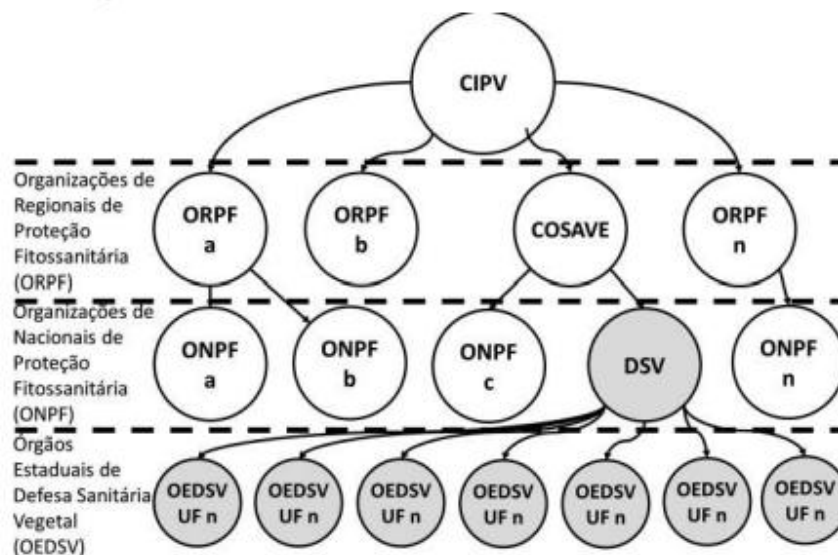 CIPV
Organizações de
Regionais de
Proteção
Fitossanitária
(ORPF)
ORPF
a
ORPF
b
COSAVE
ORPF
n
Organizações de
Nacionais de
Proteção
Fitossanitária
(ONPF)
ONPF
a
ONPF
b
ONPF
c
DSV
ONPF
n
Órgãos
Estaduais de
Defesa Sanitária
Vegetal
(OEDSV)
OEDSV
UF n
OEDSV
UF n
OEDSV
UF n
OEDSV
UF n
OEDSV
UF n
OEDSV
UF n
OEDSV
UF n